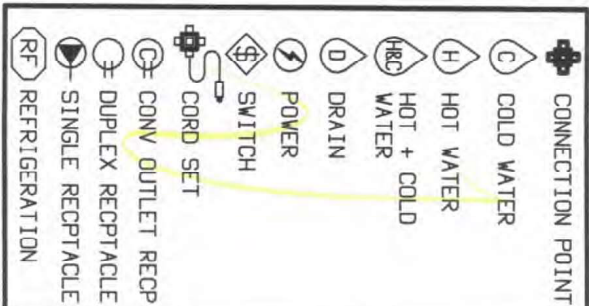 CONNECTION POINT
C COLD WATER
H HOT WATER
H&C HOT + COLD
WATER
D DRAIN
POWER
$ SWITCH
CORD SET
C CONV OUTLET RECP
DUPLEX RECPTACLE
SINGLE RECPTACLE
RF REFRIGERATION